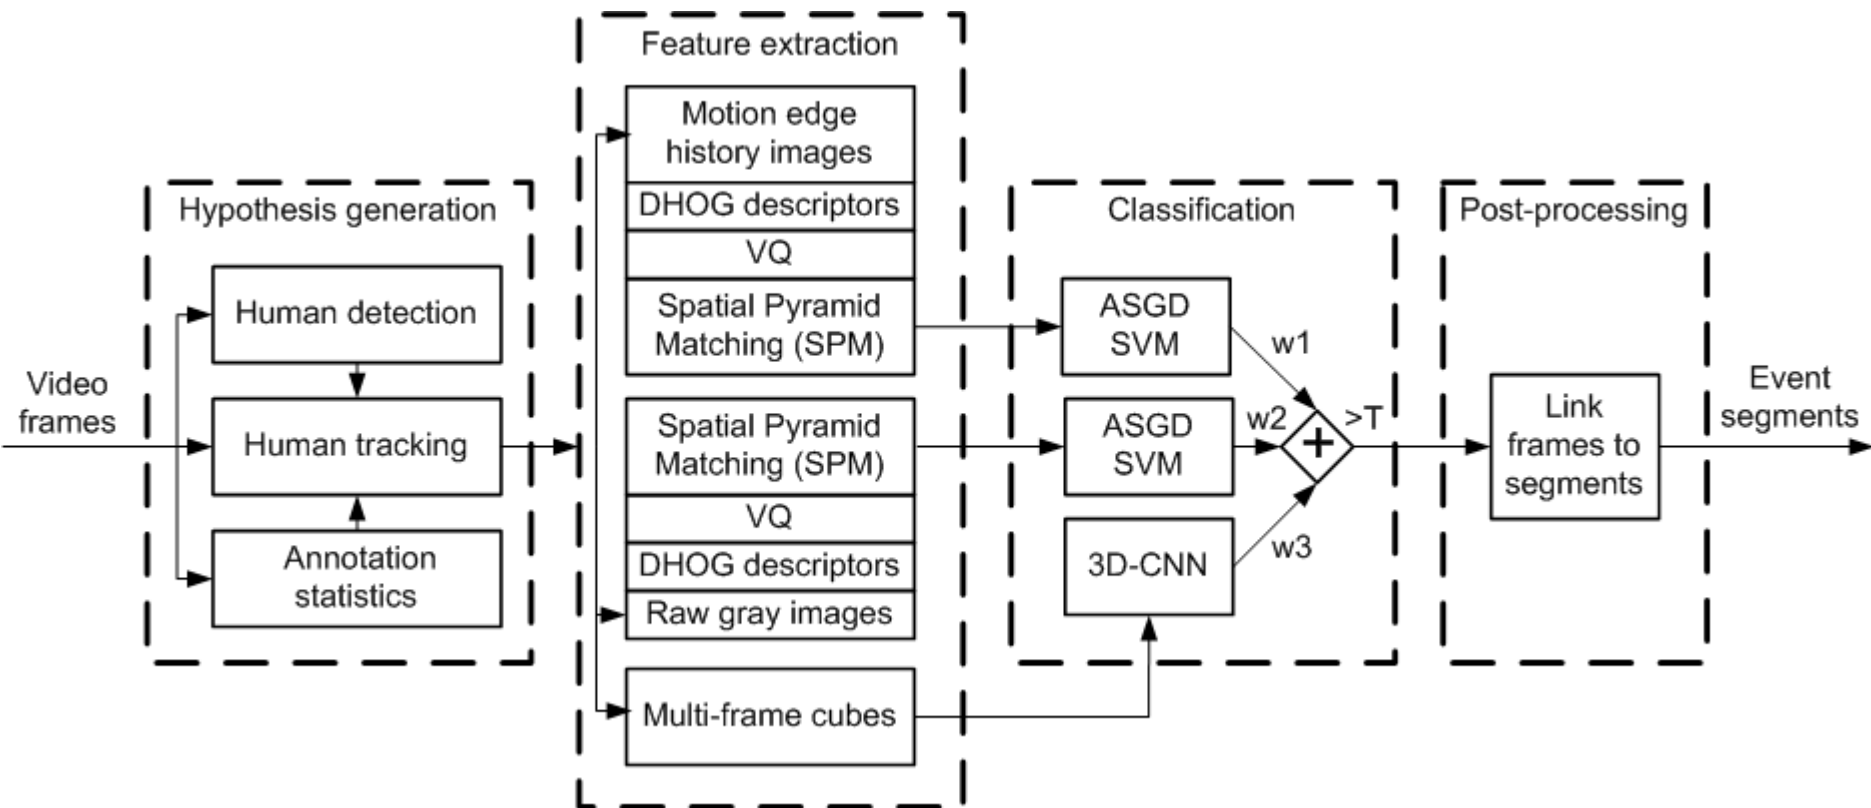 Video
frames
Hypothesis generation
Human detection
Human tracking
Annotation
statistics
Feature extraction
Motion edge
history images
DHOG descriptors
VQ
Spatial Pyramid
Matching (SPM)
Spatial Pyramid
Matching (SPM)
VQ
DHOG descriptors
Raw gray images
Multi-frame cubes
Classification
ASGD
SVM
ASGD
SVM
3D-CNN
w1
w2
w3
+
>T
Post-processing
Link
frames to
segments
Event
segments